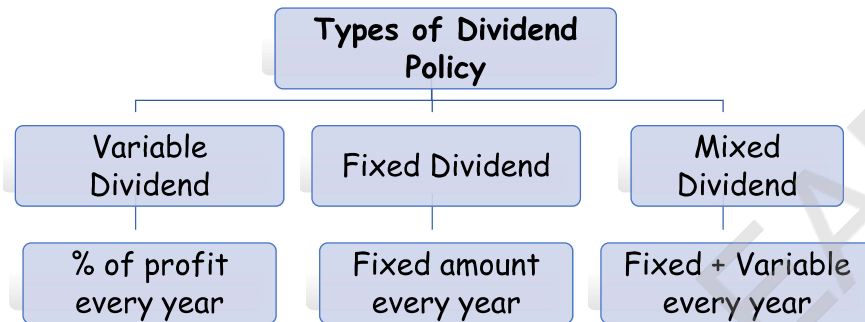 Types of Dividend
Policy
Variable
Dividend
Fixed Dividend
Mixed
Dividend
% of profit
every year
Fixed amount
every year
Fixed + Variable
every year